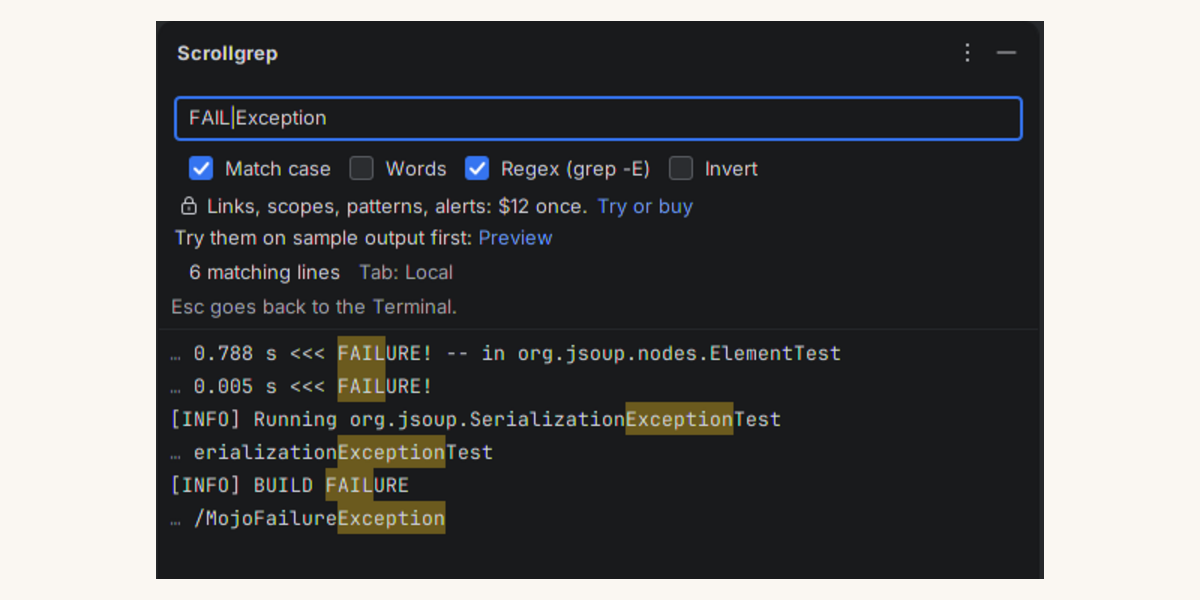 Scrollgrep
FAIL|Exception
Match case Words Regex (grep -E) Invert
Links, scopes, patterns, alerts: $12 once. Try or buy
Try them on sample output first: Preview
6 matching lines Tab: Local
Esc goes back to the Terminal.
… 0.788 s <<< FAILURE! -- in org.jsoup.nodes.ElementTest
… 0.005 s <<< FAILURE!
[INFO] Running org.jsoup.SerializationExceptionTest
… erializationExceptionTest
[INFO] BUILD FAILURE
… /MojoFailureException